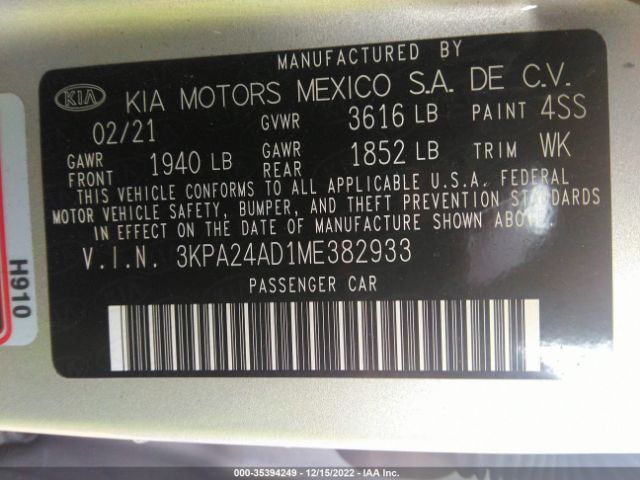 MANUFACTURED BY
KIA KIA MOTORS MEXICO S.A. DE C.V.
02/21 GVWR 3616 LB PAINT 4SS
GAWR FRONT 1940 LB GAWR REAR 1852 LB TRIM WK
THIS VEHICLE CONFORMS TO ALL APPLICABLE U.S.A. FEDERAL
MOTOR VEHICLE SAFETY, BUMPER, AND THEFT PREVENTION STANDARDS
IN EFFECT ON THE DATE OF MANUFACTURE SHOWN ABOVE.
V.I.N. 3KPA24AD1ME382933
PASSENGER CAR
H910
000-35394249 - 12/15/2022 - IAA Inc.